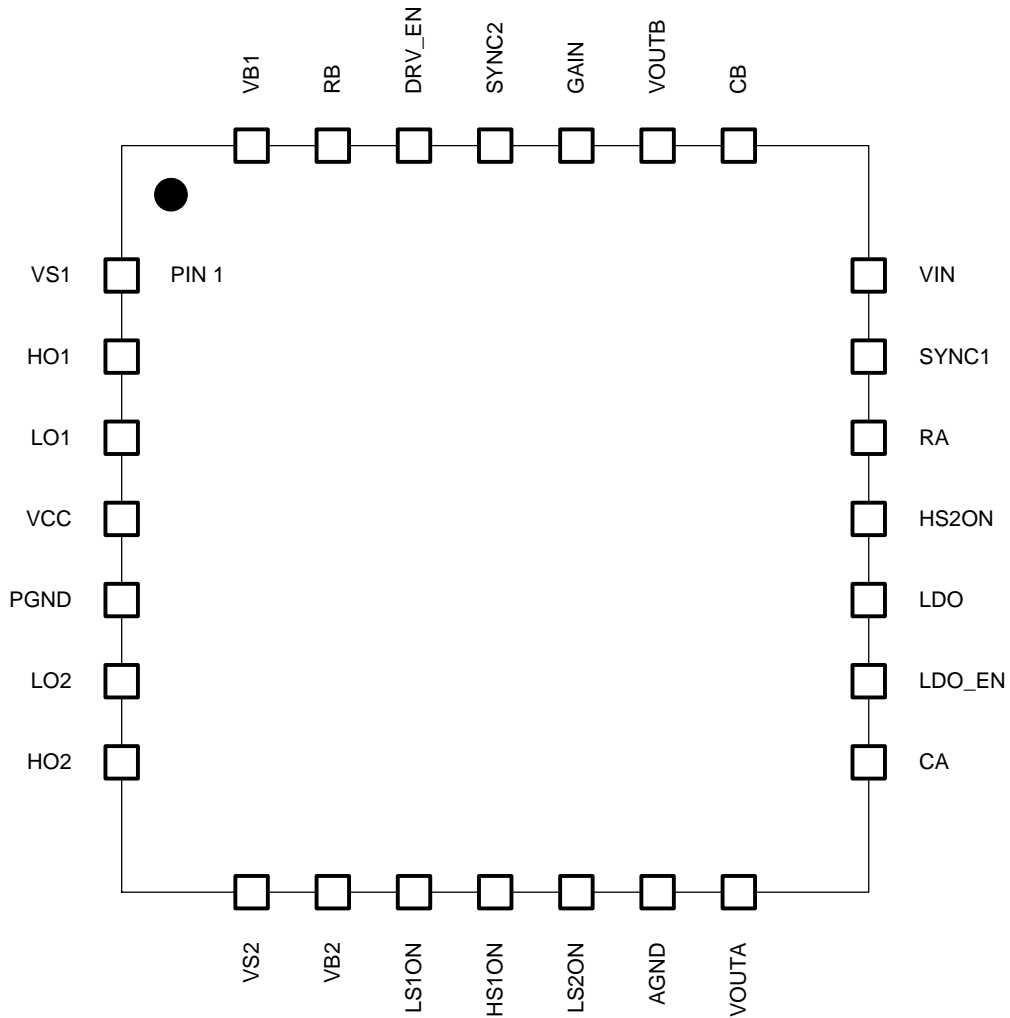 VB1
RB
DRV_EN
SYNC2
GAIN
VOUTB
CB
VS1
PIN 1
VIN
HO1
SYNC1
LO1
RA
VCC
HS2ON
PGND
LDO
LO2
LDO_EN
HO2
CA
VS2
VB2
LS1ON
HS1ON
LS2ON
AGND
VOUTA